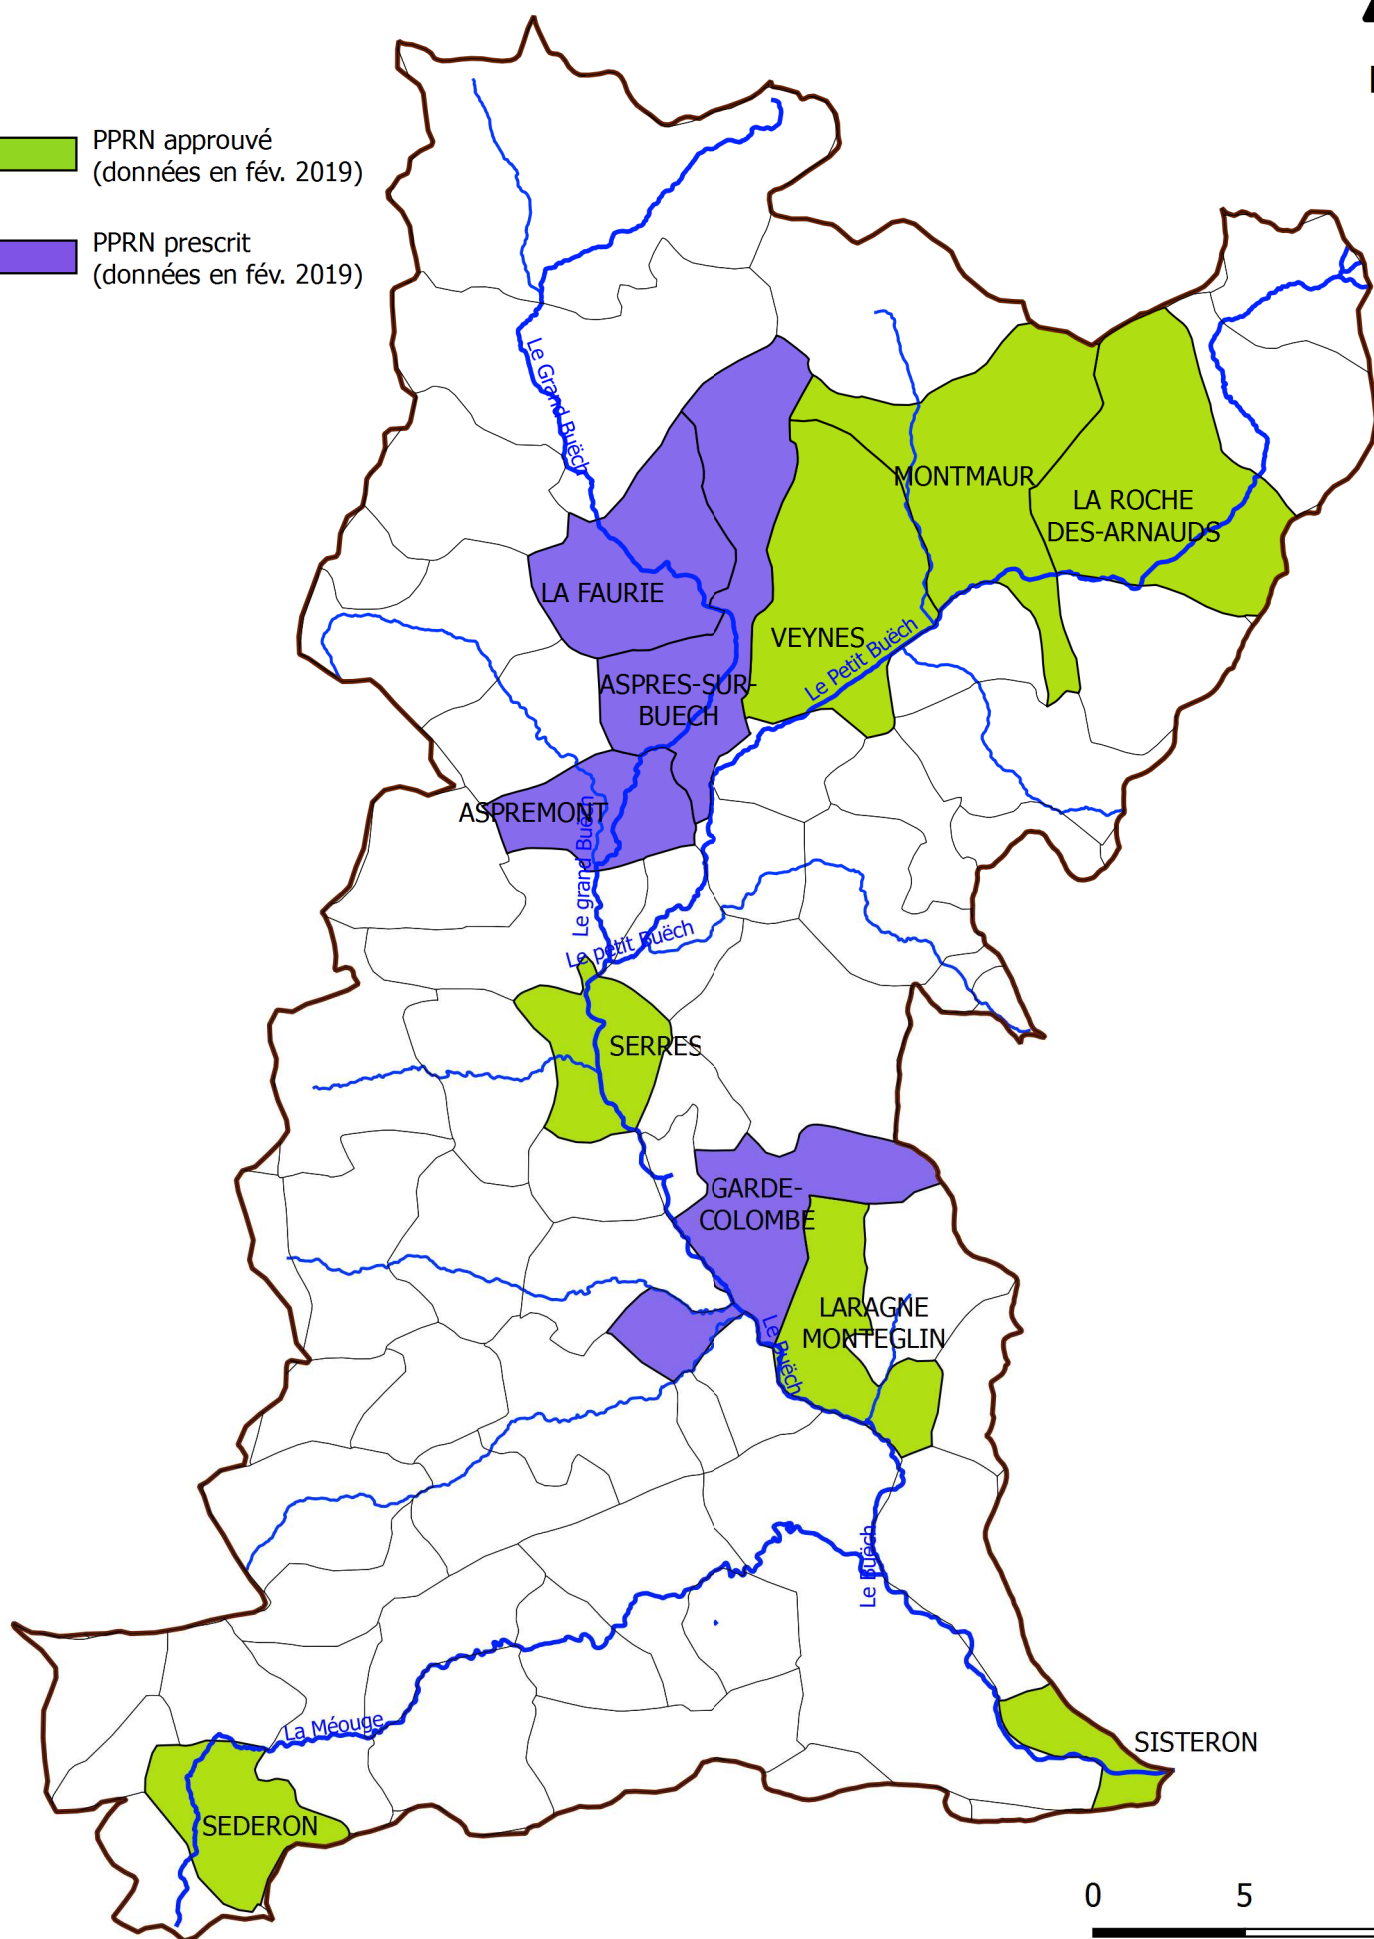 PPRN approuvé
(données en fév. 2019)
PPRN prescrit
(données en fév. 2019)
Le Grand Buëch
MONTMAUR
LA ROCHE
DES-ARNAUDS
LA FAURIE
VEYNES
Le Petit Buëch
ASPRES-SUR-
BUECH
ASPREMONT
Le grand Buëch
Le petit Buëch
SERRES
GARDE-
COLOMBE
LARAGNE
MONTEGLIN
Le Buëch
Le Buëch
La Méouge
SISTERON
SEDERON
0 5